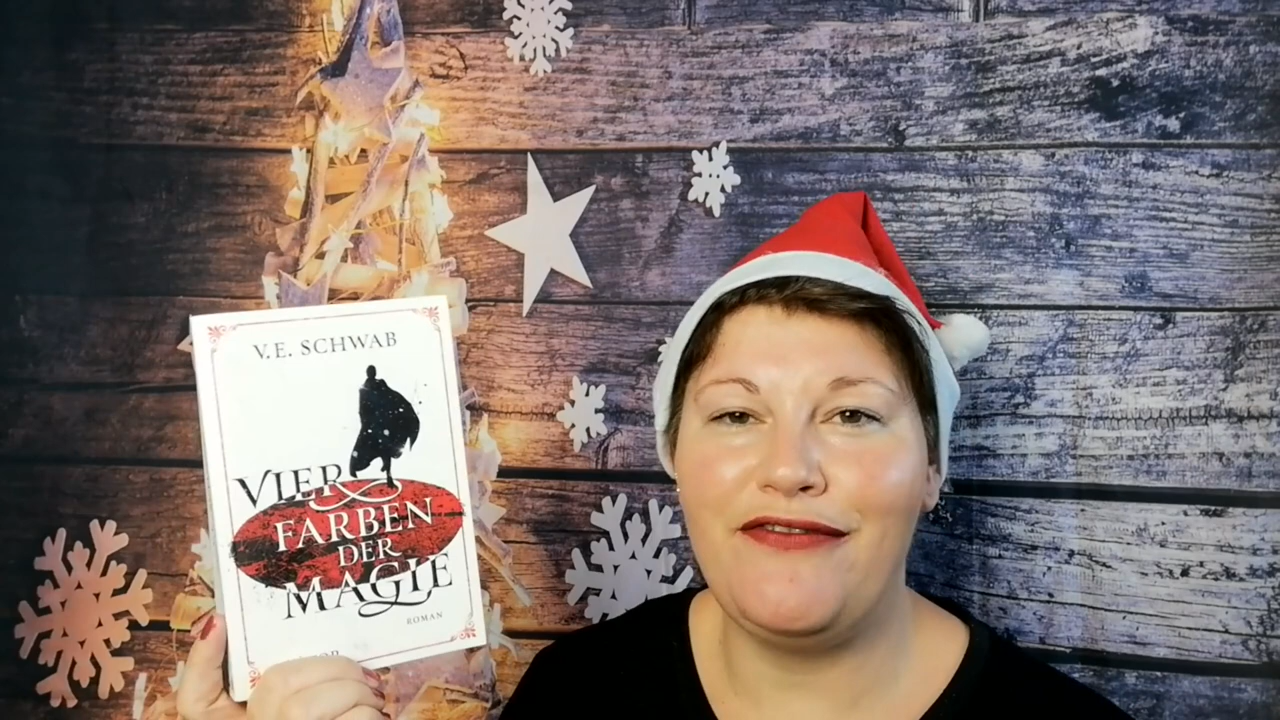 V.E. SCHWAB
VIER
FARBEN
DER
MAGIE
ROMAN